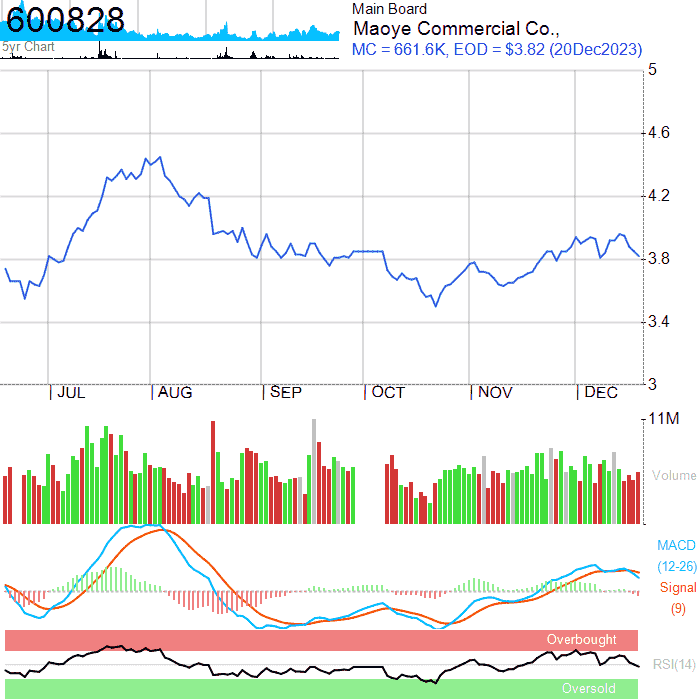 600828
5yr Chart
Main Board
Maoye Commercial Co.,
MC = 661.6K, EOD = $3.82 (20Dec2023)
5
4.6
4.2
3.8
3.4
3
JUL AUG SEP OCT NOV DEC
11M
Volume
MACD
(12-26)
Signal
(9)
Overbought
RSI(14)
Oversold